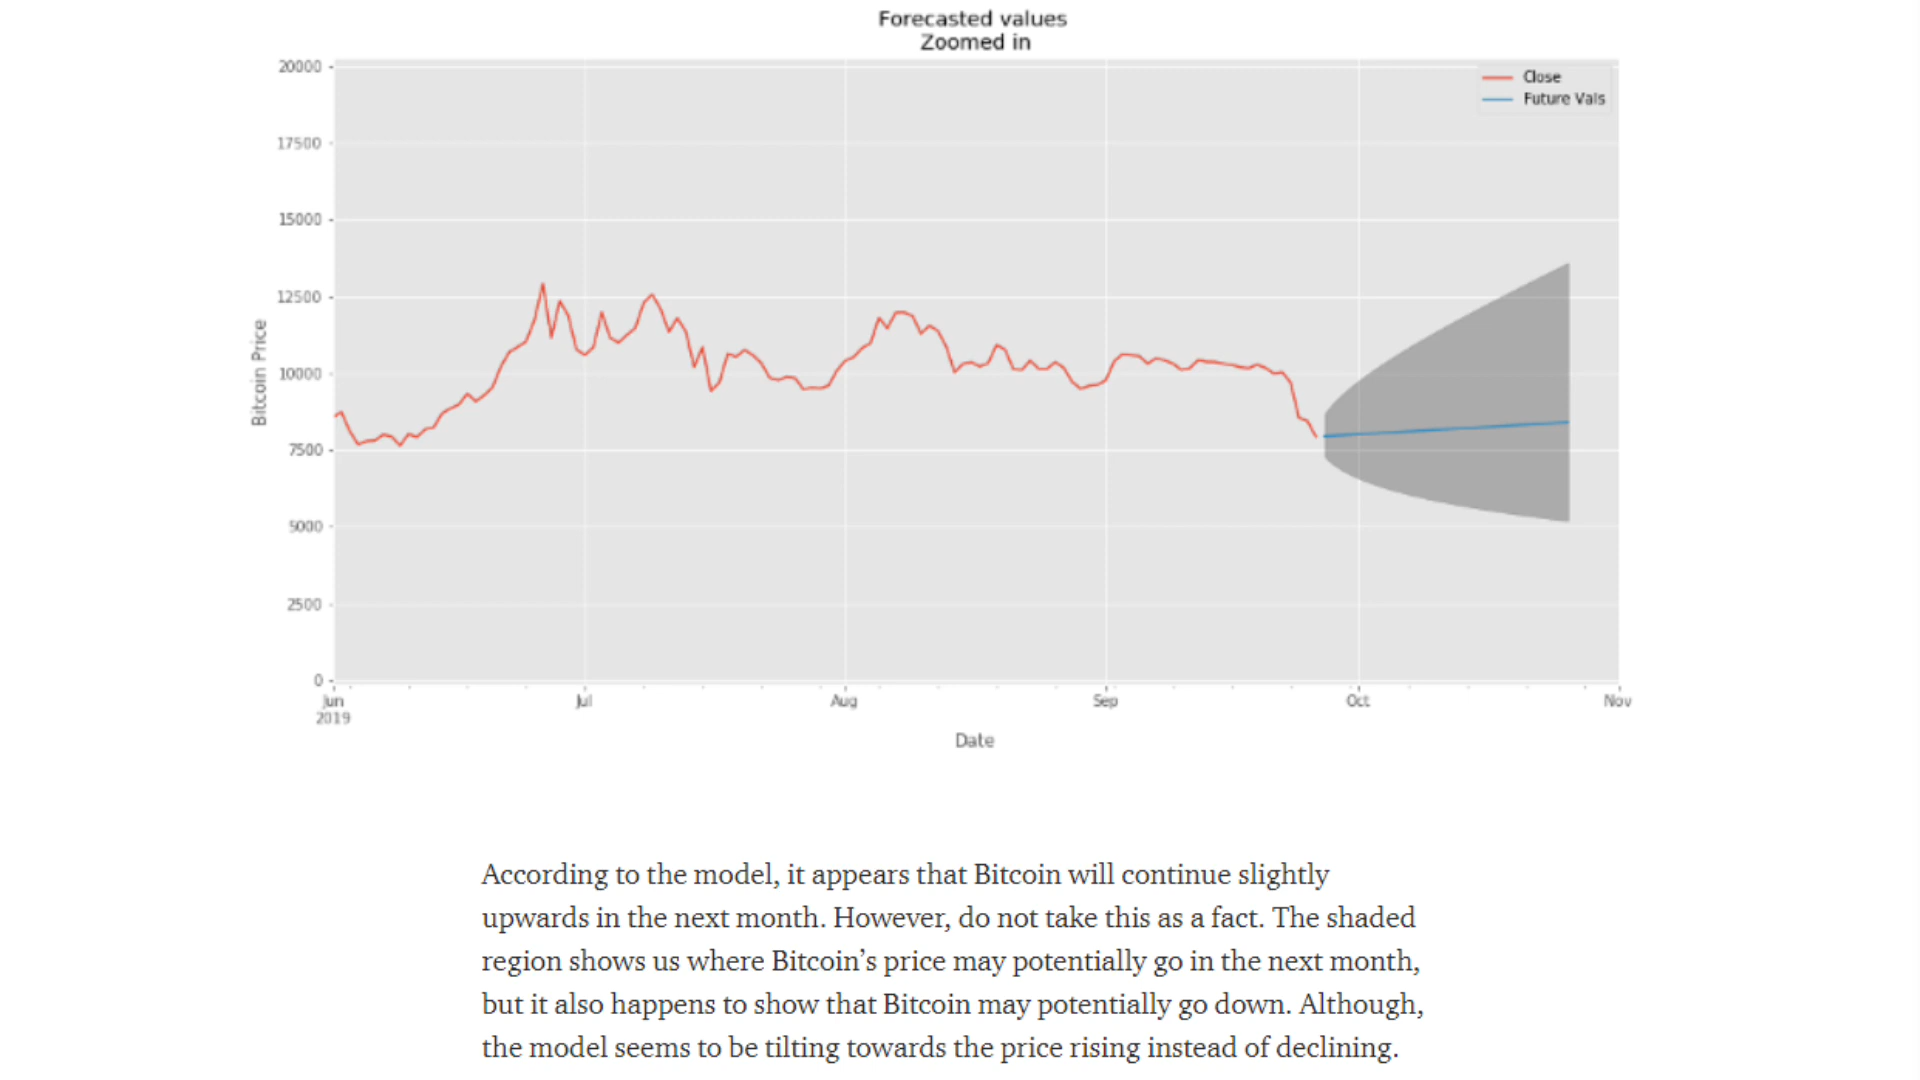 Forecasted values
Zoomed in
Close
Future Vals
20000
17500
15000
12500
10000
7500
5000
2500
0
Bitcoin Price
Jun Jul Aug Sep Oct Nov
2019
Date
According to the model, it appears that Bitcoin will continue slightly
upwards in the next month. However, do not take this as a fact. The shaded
region shows us where Bitcoin’s price may potentially go in the next month,
but it also happens to show that Bitcoin may potentially go down. Although,
the model seems to be tilting towards the price rising instead of declining.